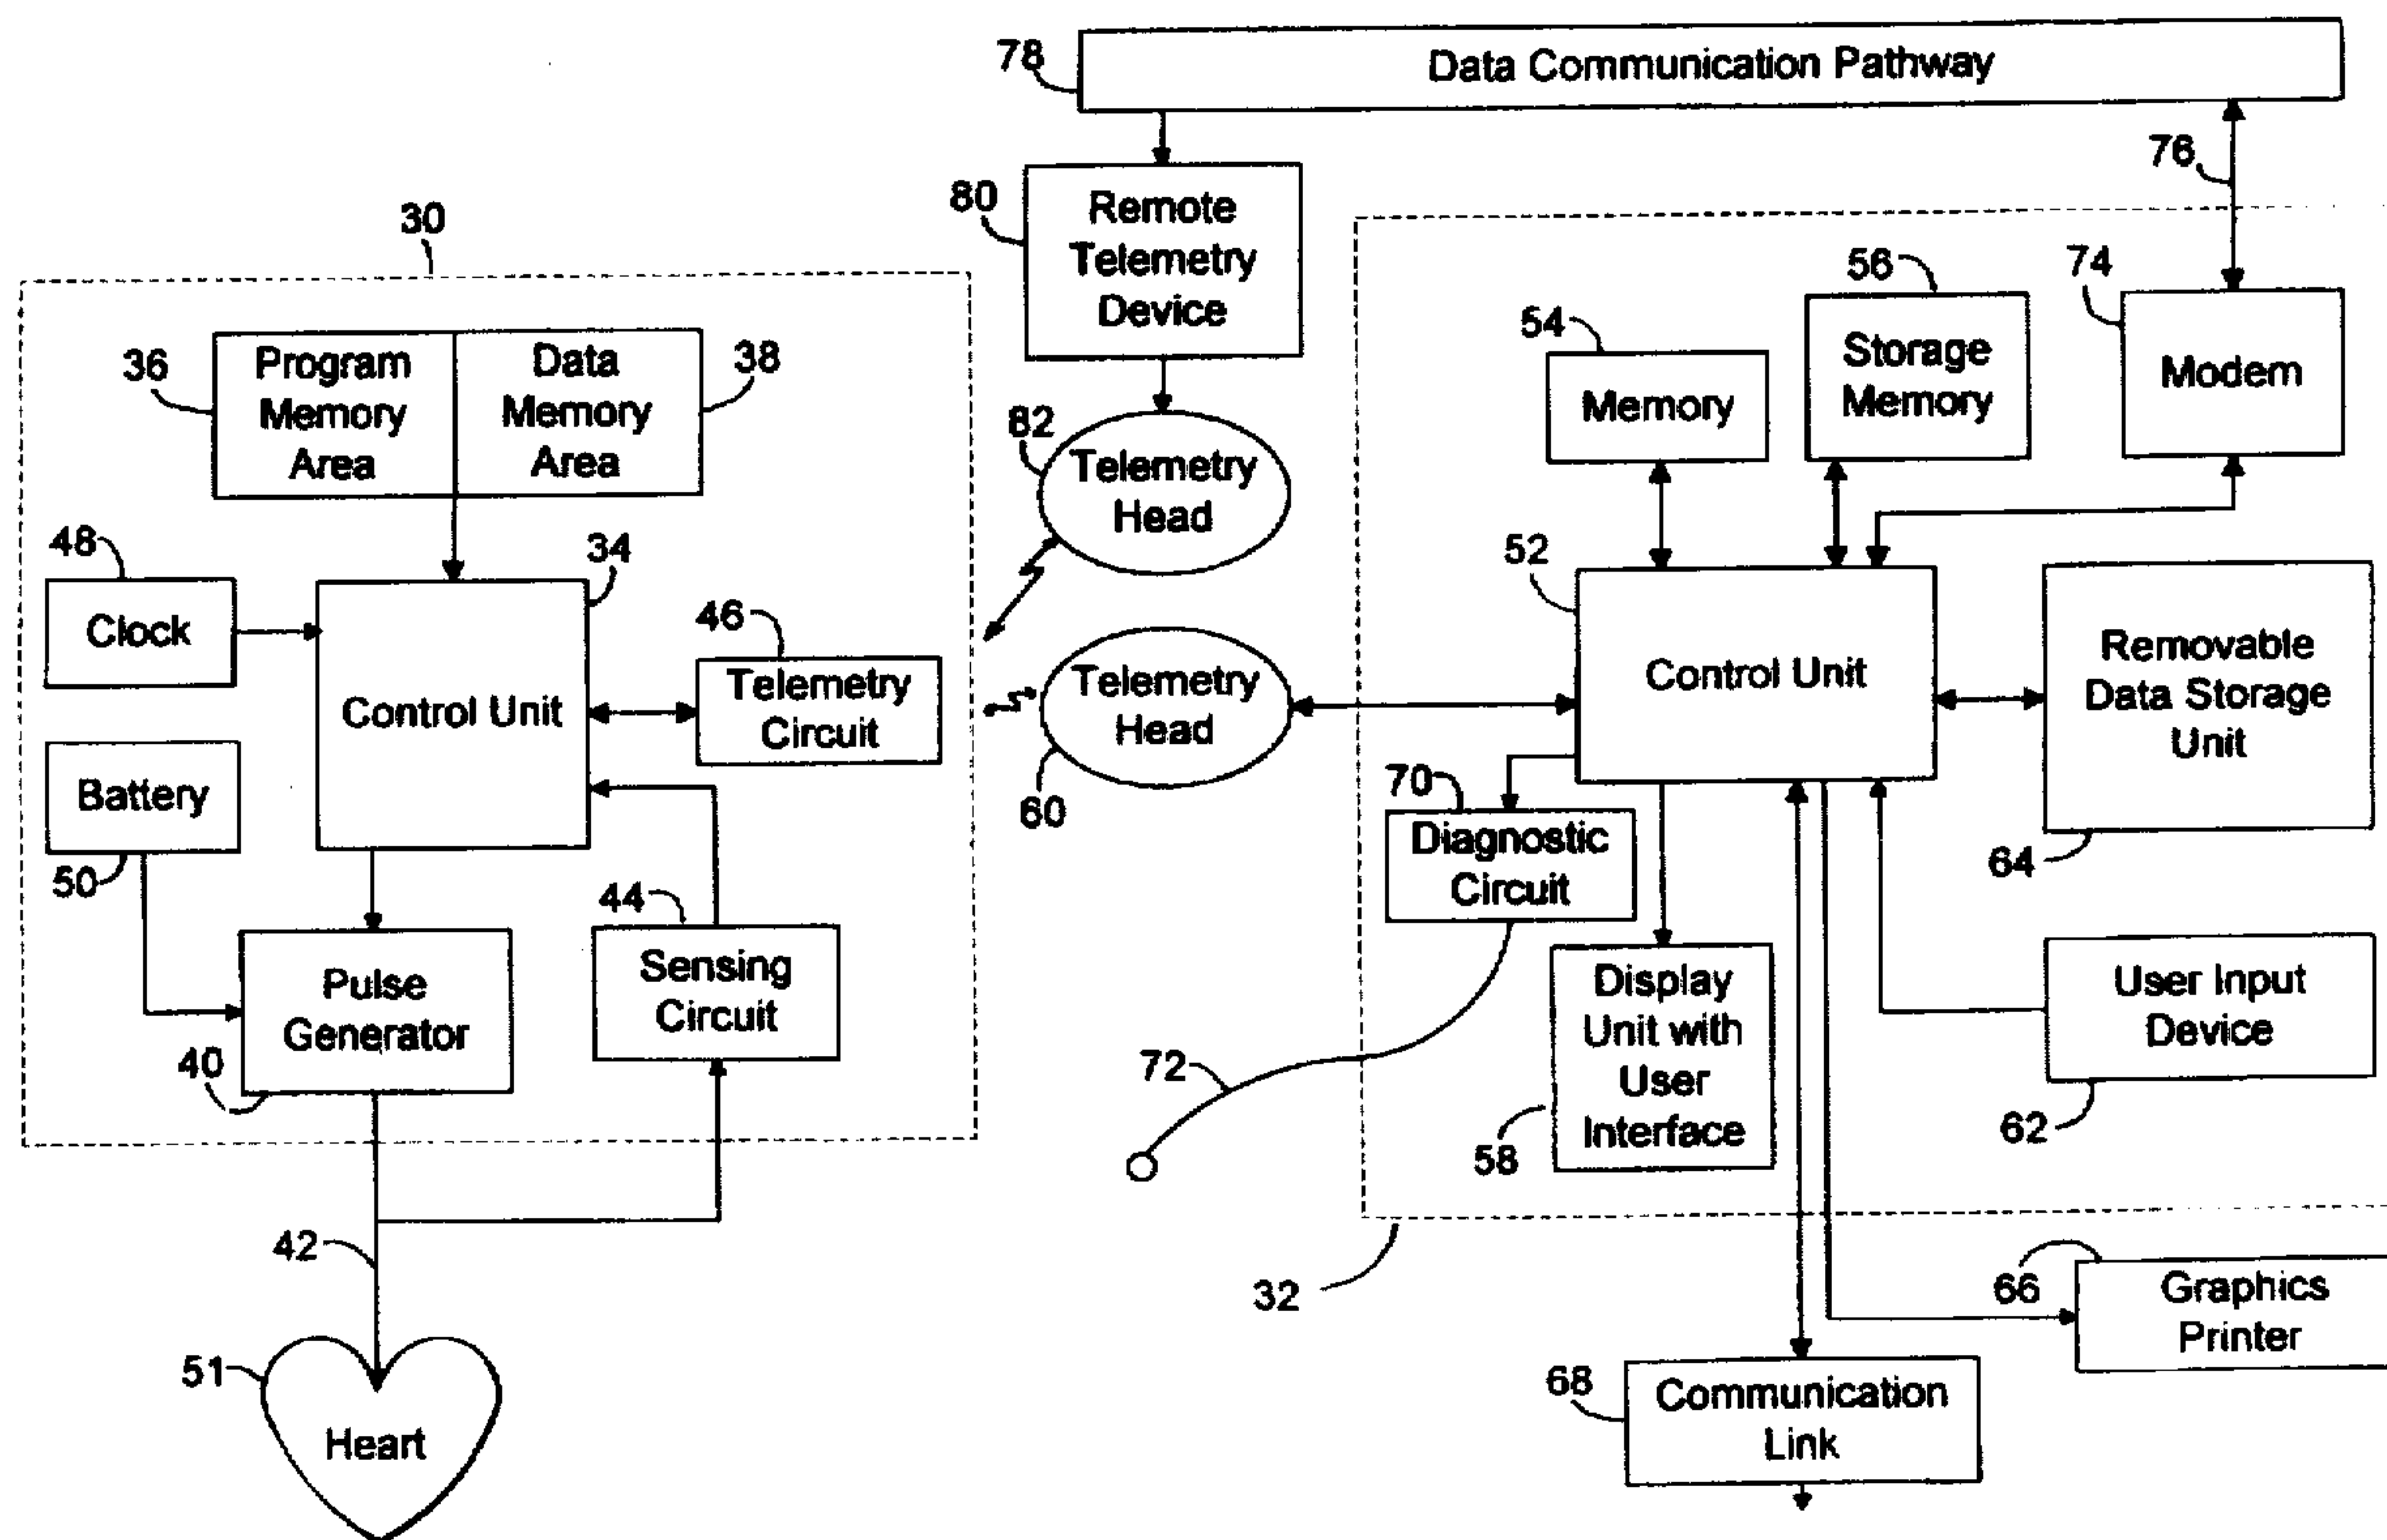 78
Data Communication Pathway
76
80
Remote
Telemetry
Device
30
36
Program
Memory
Area
Data
Memory
Area
38
82
Telemetry
Head
54
Memory
56
Storage
Memory
74
Modem
48
Clock
34
Control Unit
46
Telemetry
Circuit
Telemetry
Head
60
52
Control Unit
Removable
Data Storage
Unit
64
Battery
50
70
Diagnostic
Circuit
44
Sensing
Circuit
Pulse
Generator
40
72
Display
Unit with
User
Interface
58
User Input
Device
62
42
32
66
Graphics
Printer
51
Heart
68
Communication
Link